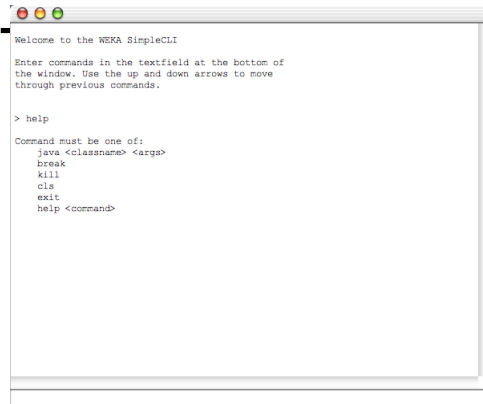 Welcome to the WEKA SimpleCLI
Enter commands in the textfield at the bottom of
the window. Use the up and down arrows to move
through previous commands.
> help
Command must be one of:
java <classname> <args>
break
kill
cls
exit
help <command>